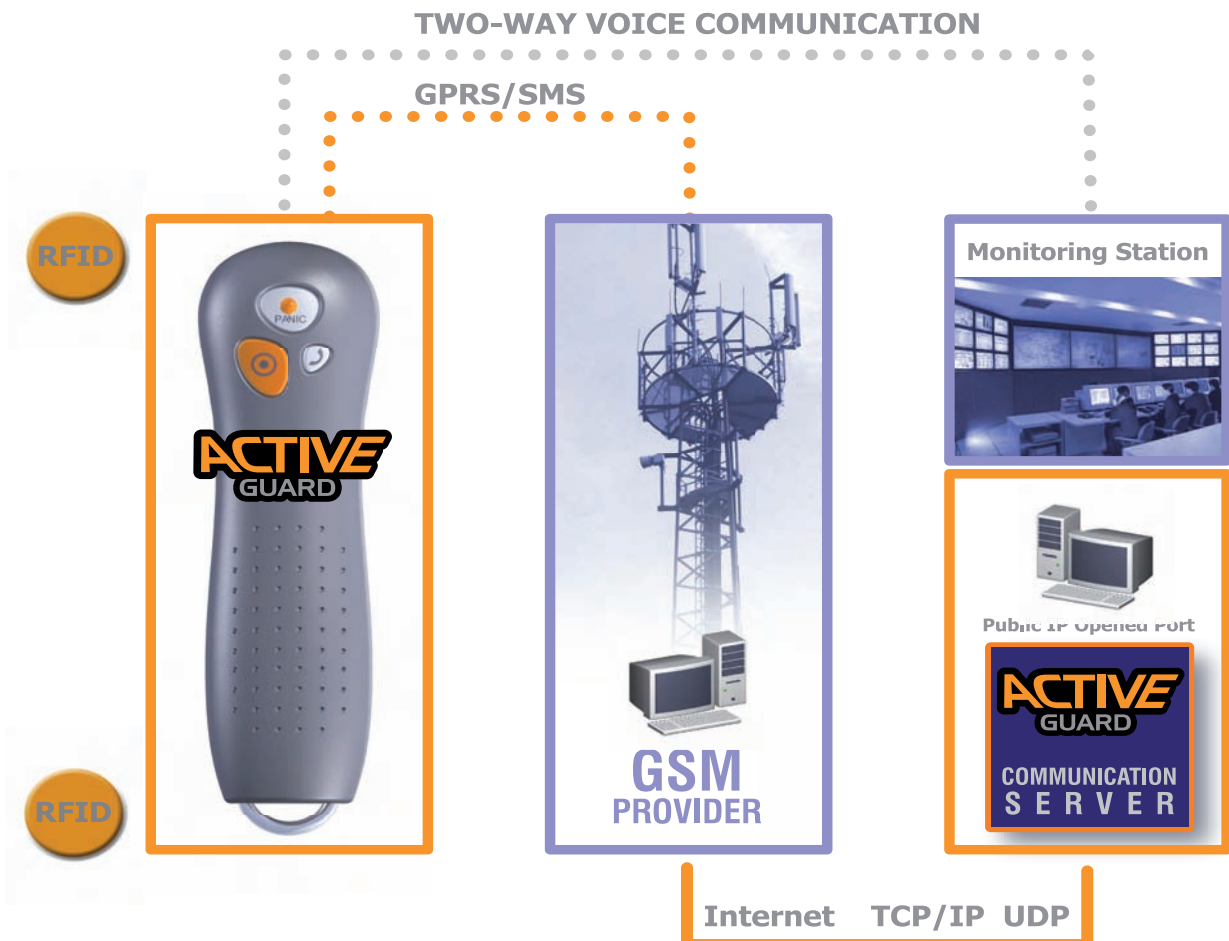 TWO-WAY VOICE COMMUNICATION
GPRS/SMS
RFID
PANIC
ACTIVE
GUARD
RFID
GSM
PROVIDER
Monitoring Station
Public IP Opened Port
ACTIVE
GUARD
COMMUNICATION
SERVER
Internet TCP/IP UDP